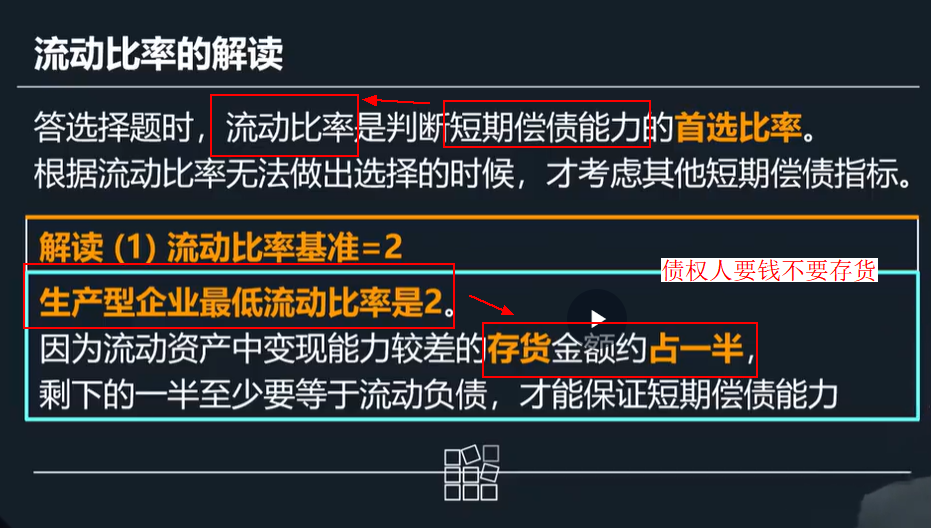 流动比率的解读
答选择题时，流动比率是判断短期偿债能力的首选比率。
根据流动比率无法做出选择的时候，才考虑其他短期偿债指标。
解读 (1) 流动比率基准=2
债权人要钱不要存货
生产型企业最低流动比率是2。
因为流动资产中变现能力较差的存货金额约占一半，
剩下的一半至少要等于流动负债，才能保证短期偿债能力